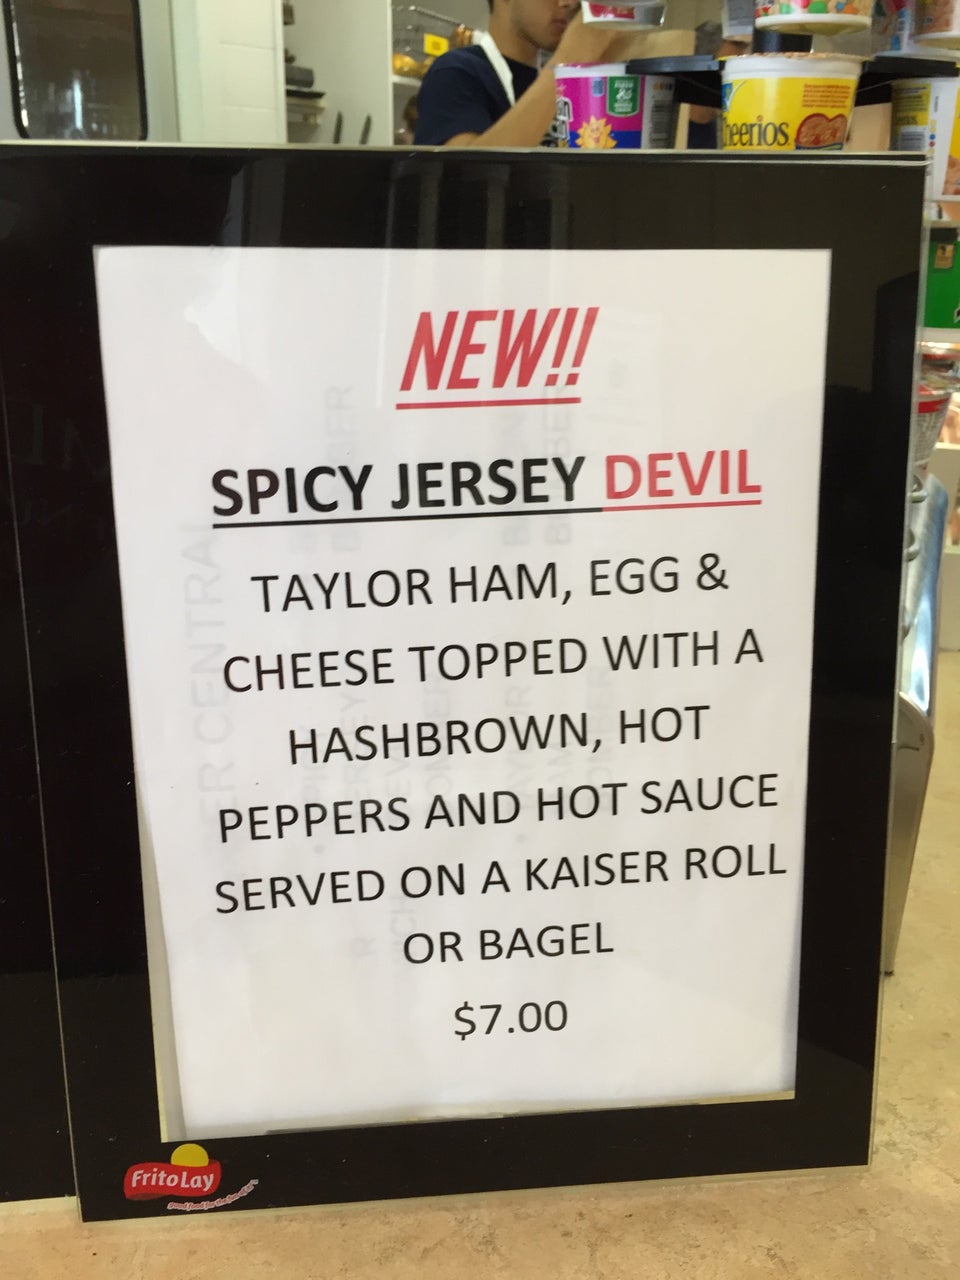 heerios
NEW!!
SPICY JERSEY DEVIL
TAYLOR HAM, EGG &
CHEESE TOPPED WITH A
HASHBROWN, HOT
PEPPERS AND HOT SAUCE
SERVED ON A KAISER ROLL
OR BAGEL
$7.00
FritoLay